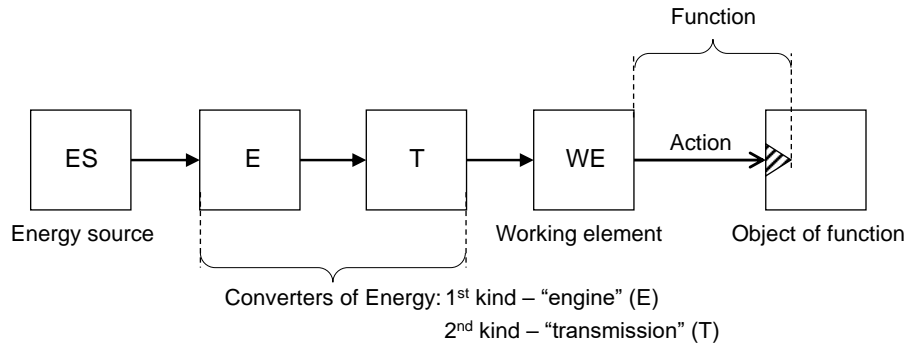 Function
ES
E
T
WE
Action
Energy source
Working element
Object of function
Converters of Energy: 1st kind – “engine” (E)
2nd kind – “transmission” (T)